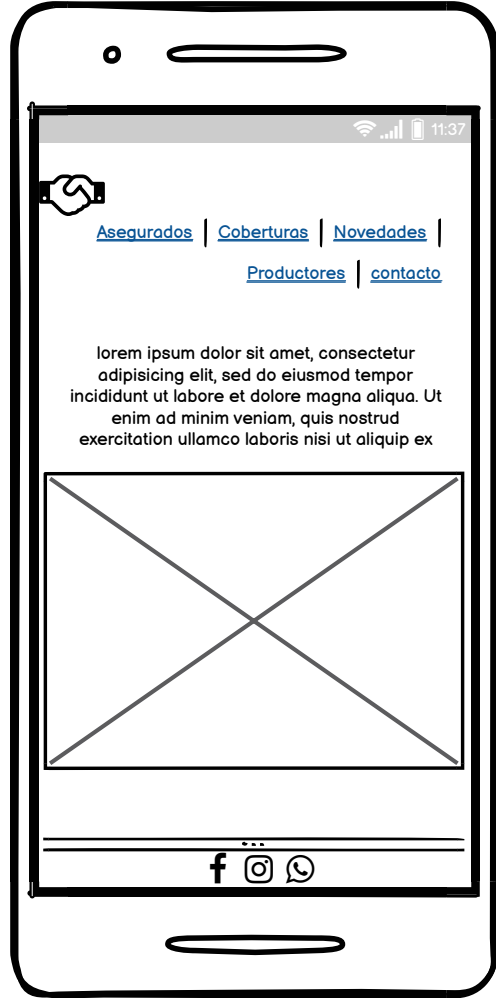 11:37
Asegurados | Coberturas | Novedades |
Productores | contacto
lorem ipsum dolor sit amet, consectetur
adipisicing elit, sed do eiusmod tempor
incididunt ut labore et dolore magna aliqua. Ut
enim ad minim veniam, quis nostrud
exercitation ullamco laboris nisi ut aliquip ex